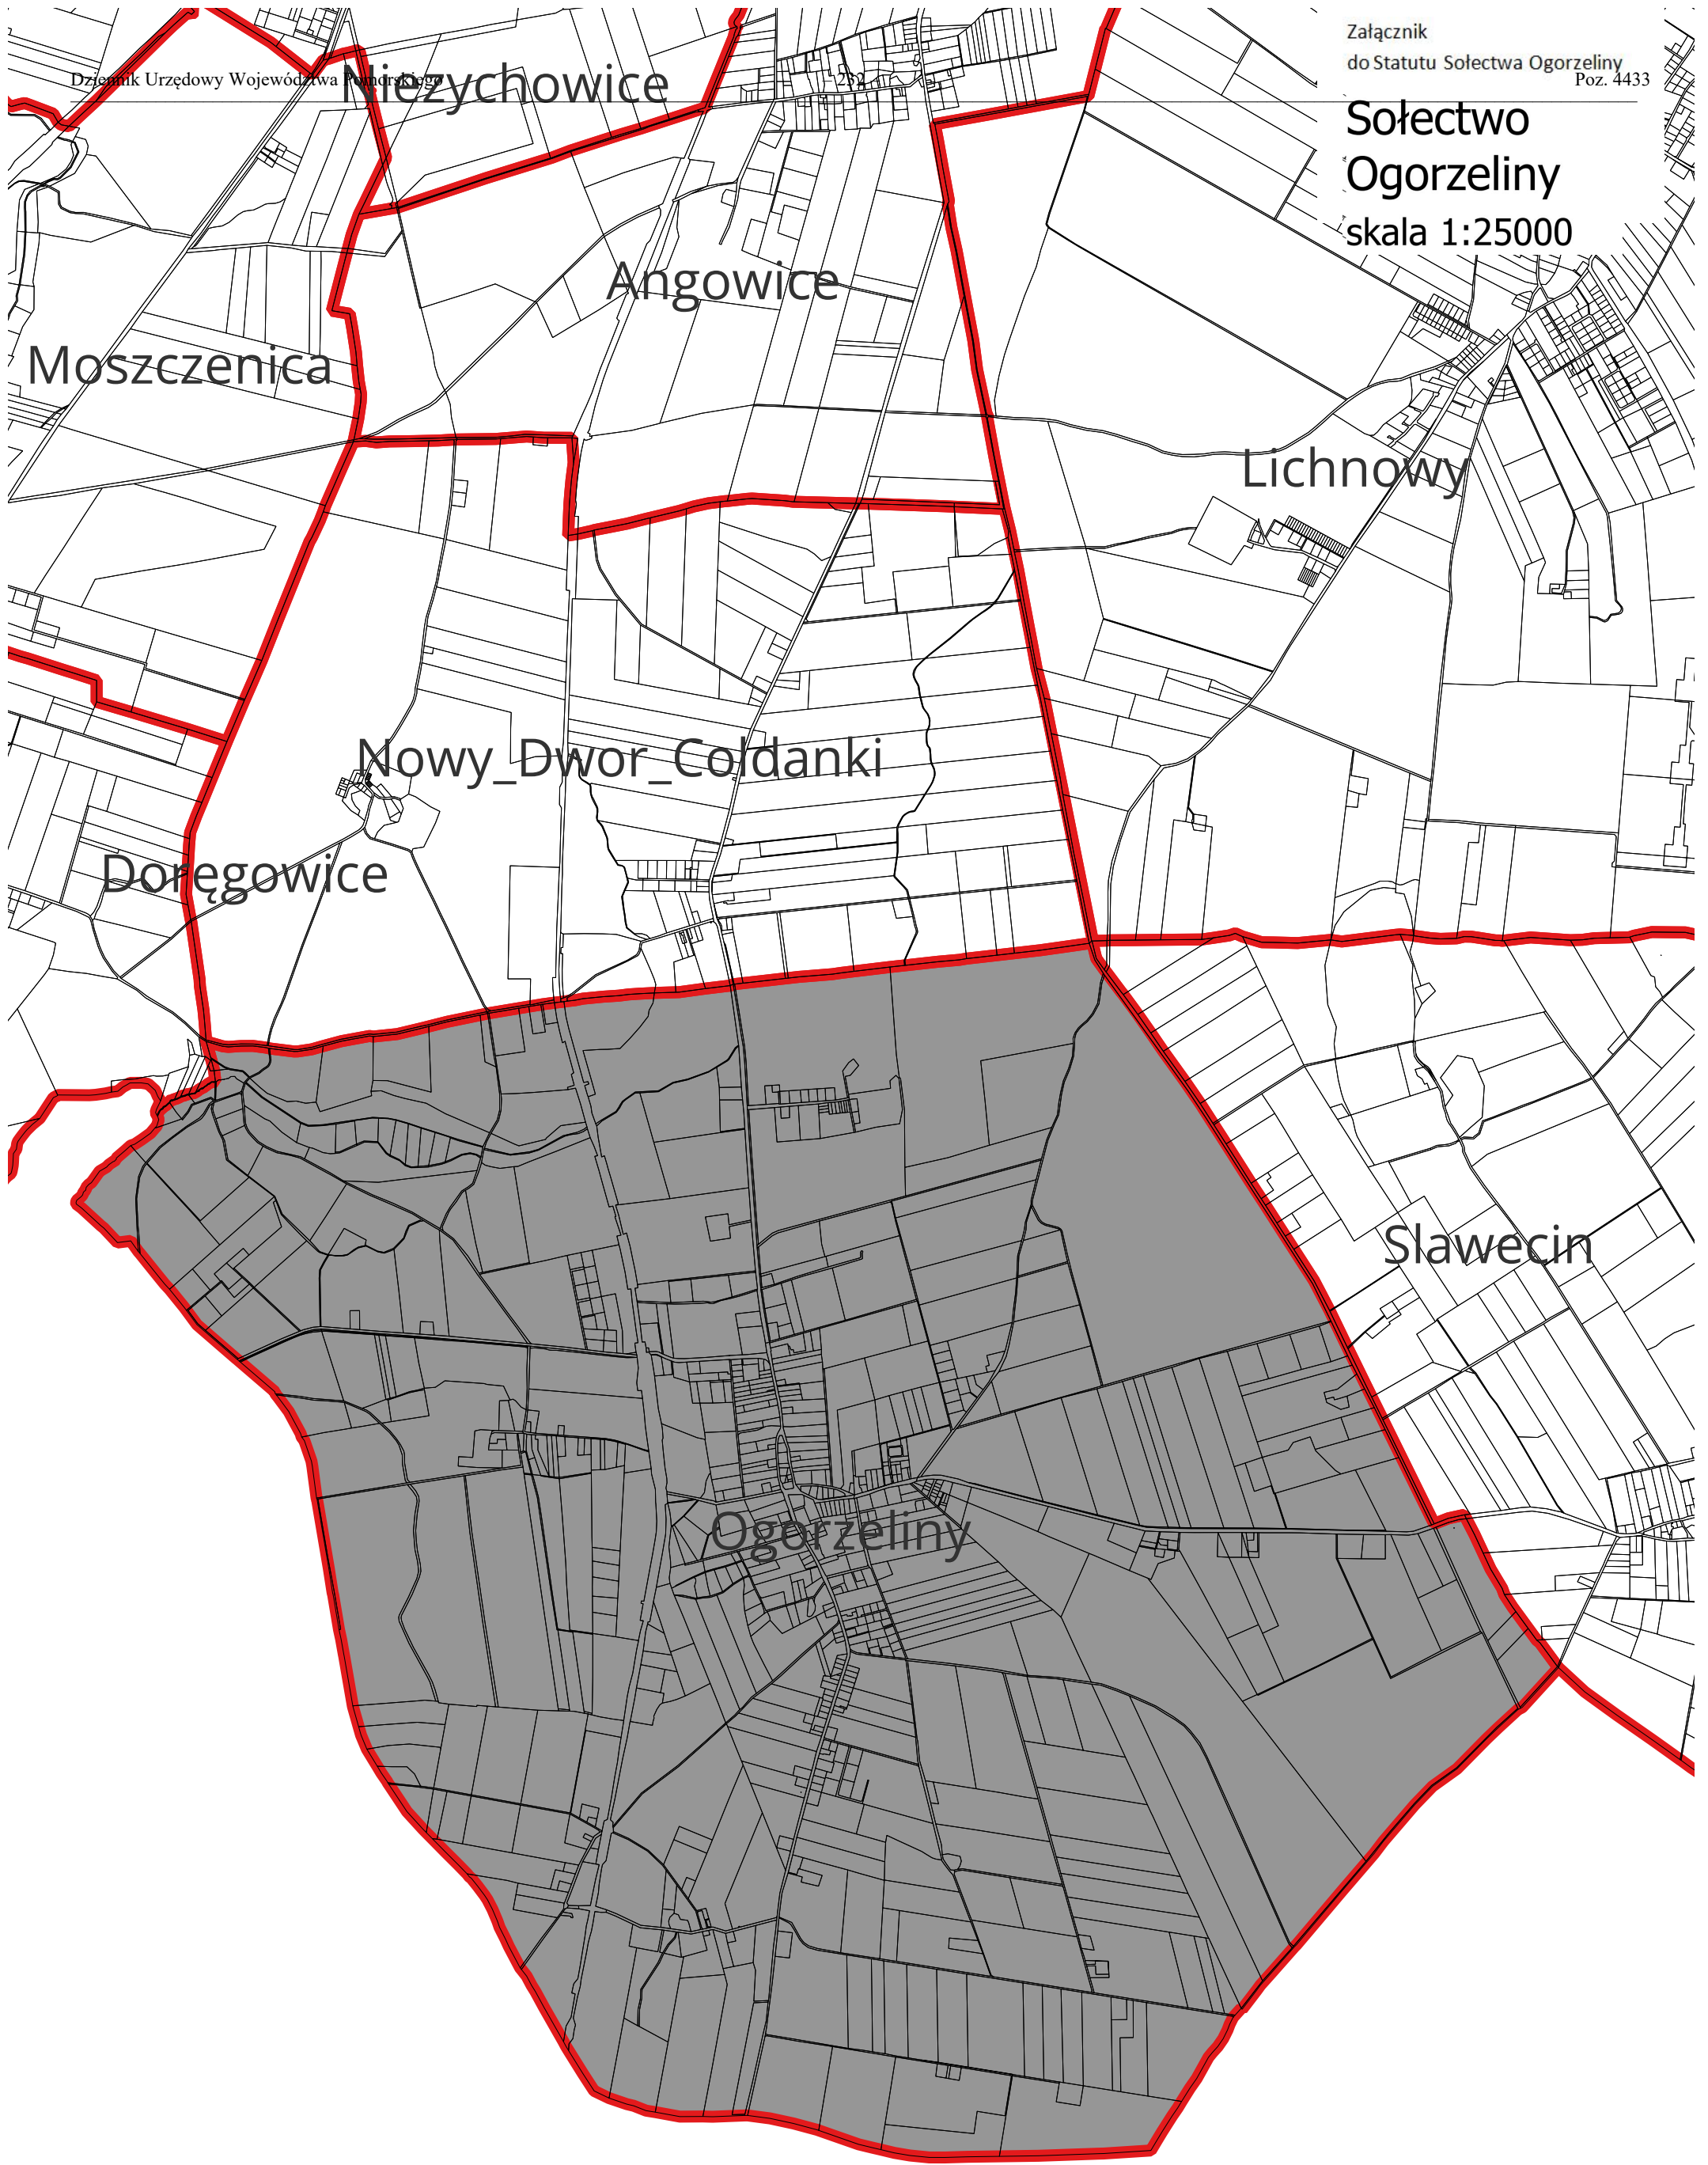 Załącznik
do Statutu Sołectwa Ogorzeliny
Dziennik Urzędowy Województwa Pomorskiego
232
Poz. 4433
Sołectwo
Ogorzeliny
skala 1:25000
Niezychowice
Angowice
Moszczenica
Lichnowy
Nowy_Dwor_Coldanki
Doręgowice
Slawecin
Ogorzeliny